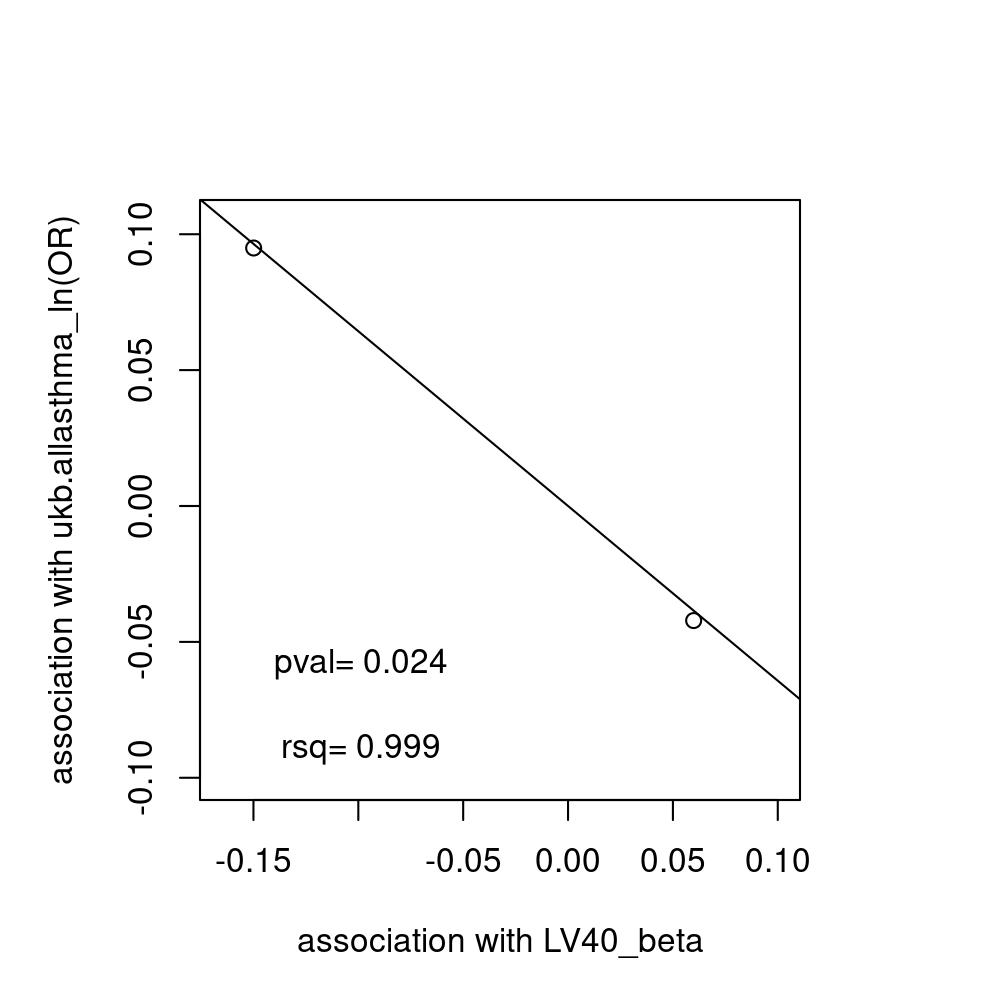 association with ukb.allasthma_ln(OR)
0.10
0.05
0.00
-0.05
-0.10
pval= 0.024
rsq= 0.999
-0.15 -0.05 0.00 0.05 0.10
association with LV40_beta